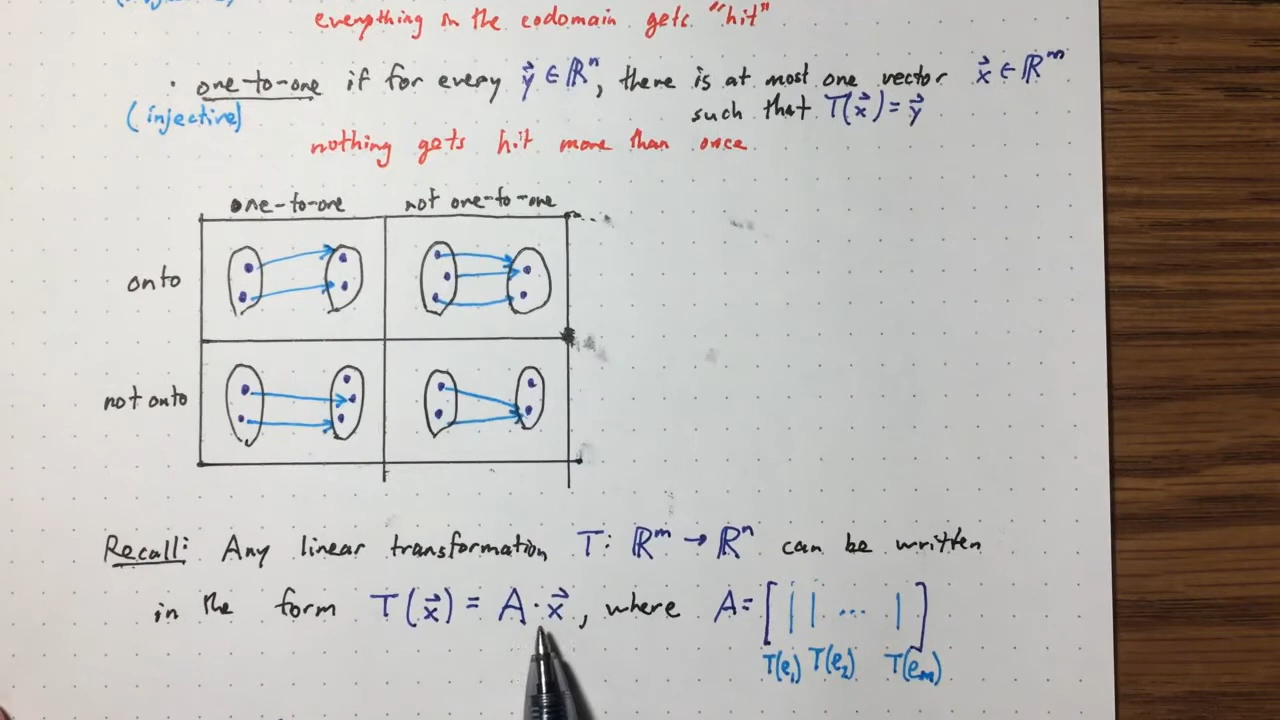 everything in the codomain gets "hit"
· one-to-one if for every y⃗ ∈ ℝⁿ, there is at most one vector x⃗ ∈ ℝᵐ
(injective) such that T(x⃗) = y⃗
nothing gets hit more than once
one-to-one not one-to-one
onto
not onto
Recall: Any linear transformation T: ℝᵐ → ℝⁿ can be written
in the form T(x⃗) = A·x⃗, where A = [| | ... |]
T(e₁) T(e₂) T(eₘ)